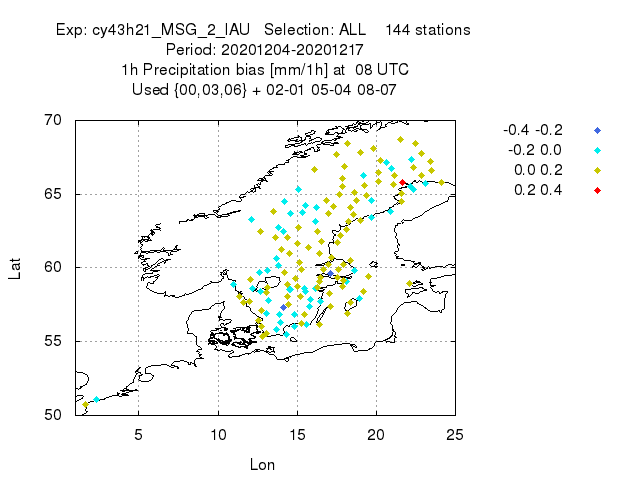 Exp: cy43h21_MSG_2_IAU Selection: ALL 144 stations
Period: 20201204-20201217
1h Precipitation bias [mm/1h] at 08 UTC
Used {00,03,06} + 02-01 05-04 08-07
-0.4 -0.2
-0.2 0.0
0.0 0.2
0.2 0.4
70
65
60
55
50
Lat
5 10 15 20 25
Lon